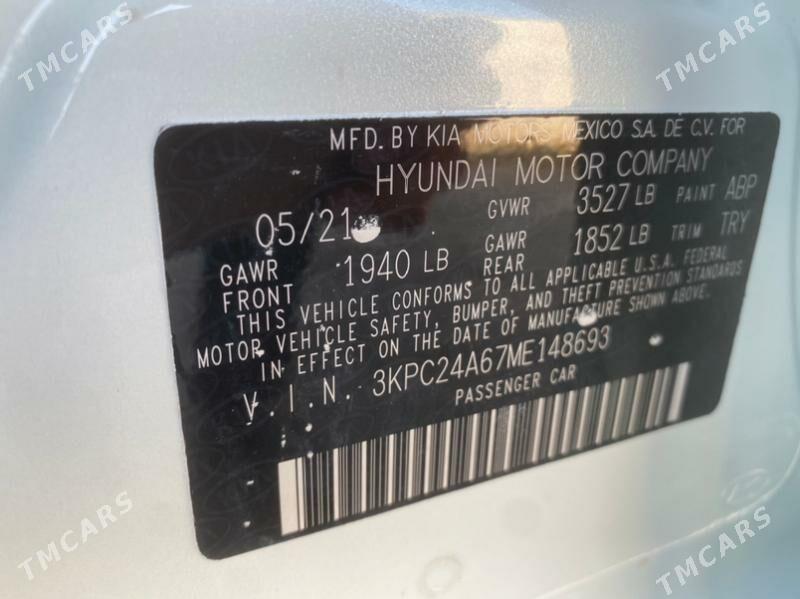 TMCARS
TMCARS
MFD. BY KIA MOTORS MEXICO S.A. DE C.V. FOR
HYUNDAI MOTOR COMPANY
05/21 GVWR 3527 LB PAINT ABP
GAWR FRONT 1940 LB GAWR REAR 1852 LB TRIM TRY
THIS VEHICLE CONFORMS TO ALL APPLICABLE U.S.A. FEDERAL
MOTOR VEHICLE SAFETY, BUMPER, AND THEFT PREVENTION STANDARDS
IN EFFECT ON THE DATE OF MANUFACTURE SHOWN ABOVE.
V.I.N. 3KPC24A67ME148693
PASSENGER CAR
TMCARS
TMCARS